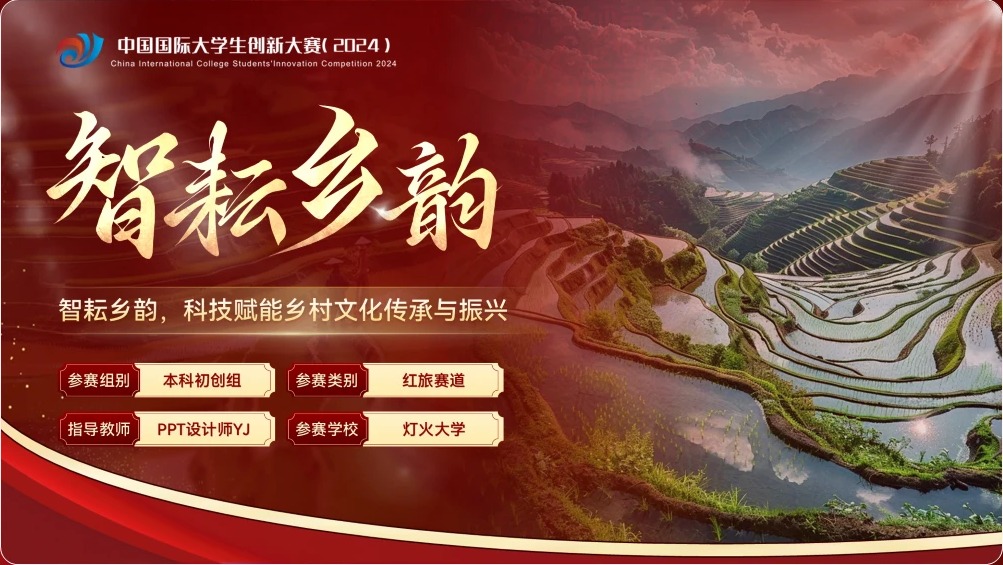 中国国际大学生创新大赛(2024)
China International College Students'Innovation Competition 2024
智耘乡韵
智耘乡韵，科技赋能乡村文化传承与振兴
参赛组别 本科初创组 参赛类别 红旅赛道
指导教师 PPT设计师YJ 参赛学校 灯火大学